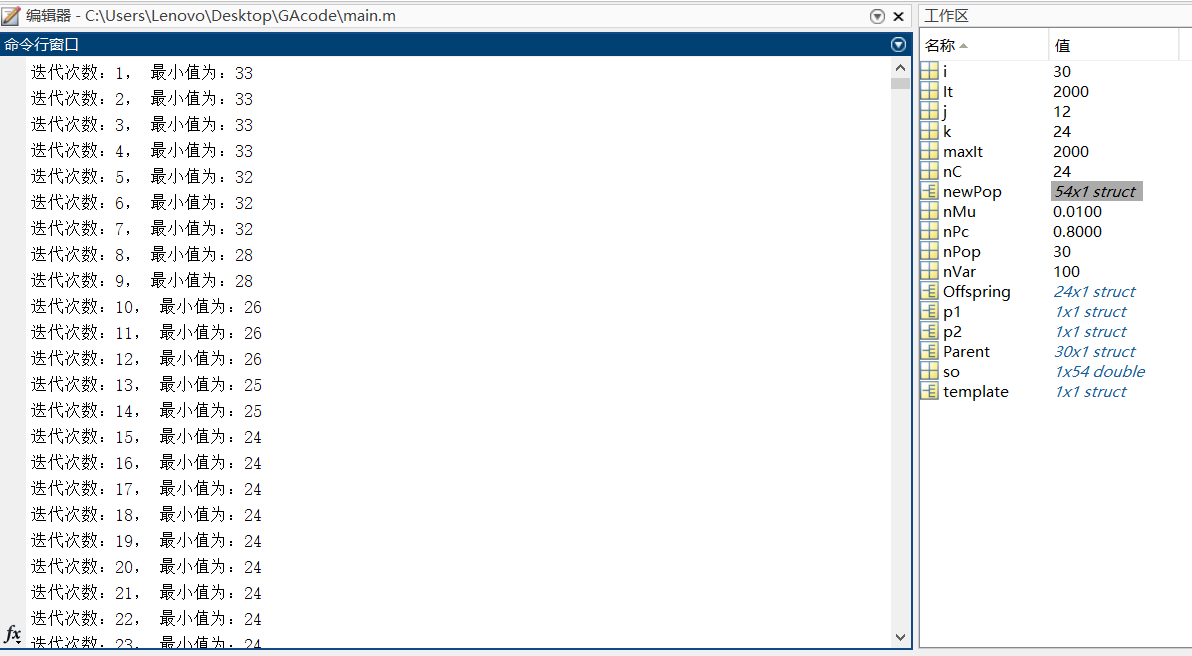 编辑器 - C:\Users\Lenovo\Desktop\GAcode\main.m
命令行窗口
迭代次数：1， 最小值为：33
迭代次数：2， 最小值为：33
迭代次数：3， 最小值为：33
迭代次数：4， 最小值为：33
迭代次数：5， 最小值为：32
迭代次数：6， 最小值为：32
迭代次数：7， 最小值为：32
迭代次数：8， 最小值为：28
迭代次数：9， 最小值为：28
迭代次数：10， 最小值为：26
迭代次数：11， 最小值为：26
迭代次数：12， 最小值为：26
迭代次数：13， 最小值为：25
迭代次数：14， 最小值为：25
迭代次数：15， 最小值为：24
迭代次数：16， 最小值为：24
迭代次数：17， 最小值为：24
迭代次数：18， 最小值为：24
迭代次数：19， 最小值为：24
迭代次数：20， 最小值为：24
迭代次数：21， 最小值为：24
迭代次数：22， 最小值为：24
迭代次数：23， 最小值为：24
fx
工作区
名称 值
i 30
It 2000
j 12
k 24
maxIt 2000
nC 24
newPop 54x1 struct
nMu 0.0100
nPc 0.8000
nPop 30
nVar 100
Offspring 24x1 struct
p1 1x1 struct
p2 1x1 struct
Parent 30x1 struct
so 1x54 double
template 1x1 struct